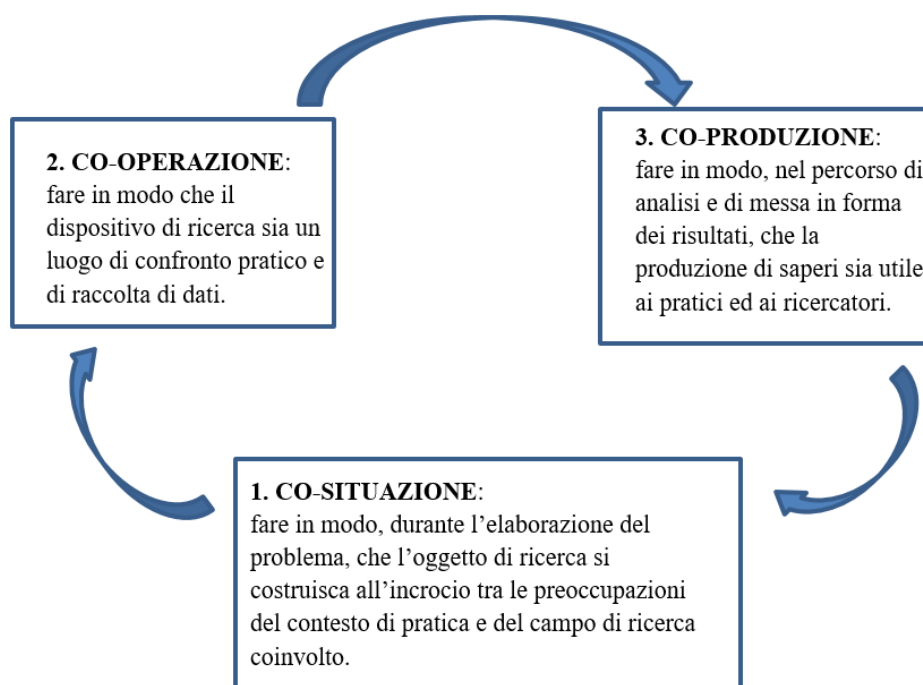 2. CO-OPERAZIONE:
fare in modo che il
dispositivo di ricerca sia un
luogo di confronto pratico e
di raccolta di dati.
3. CO-PRODUZIONE:
fare in modo, nel percorso di
analisi e di messa in forma
dei risultati, che la
produzione di saperi sia utile
ai pratici ed ai ricercatori.
1. CO-SITUAZIONE:
fare in modo, durante l’elaborazione del
problema, che l’oggetto di ricerca si
costruisca all’incrocio tra le preoccupazioni
del contesto di pratica e del campo di ricerca
coinvolto.